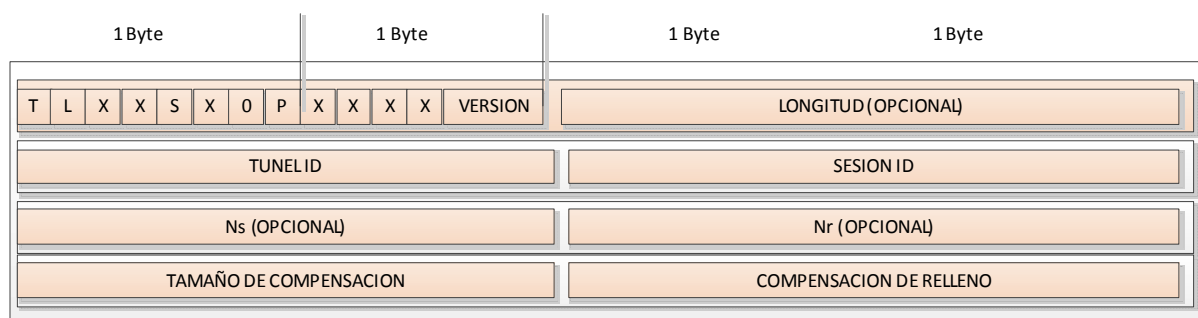 1 Byte 1 Byte 1 Byte 1 Byte
T L X X S X 0 P X X X X VERSION LONGITUD (OPCIONAL)
TUNEL ID SESION ID
Ns (OPCIONAL) Nr (OPCIONAL)
TAMAÑO DE COMPENSACION COMPENSACION DE RELLENO